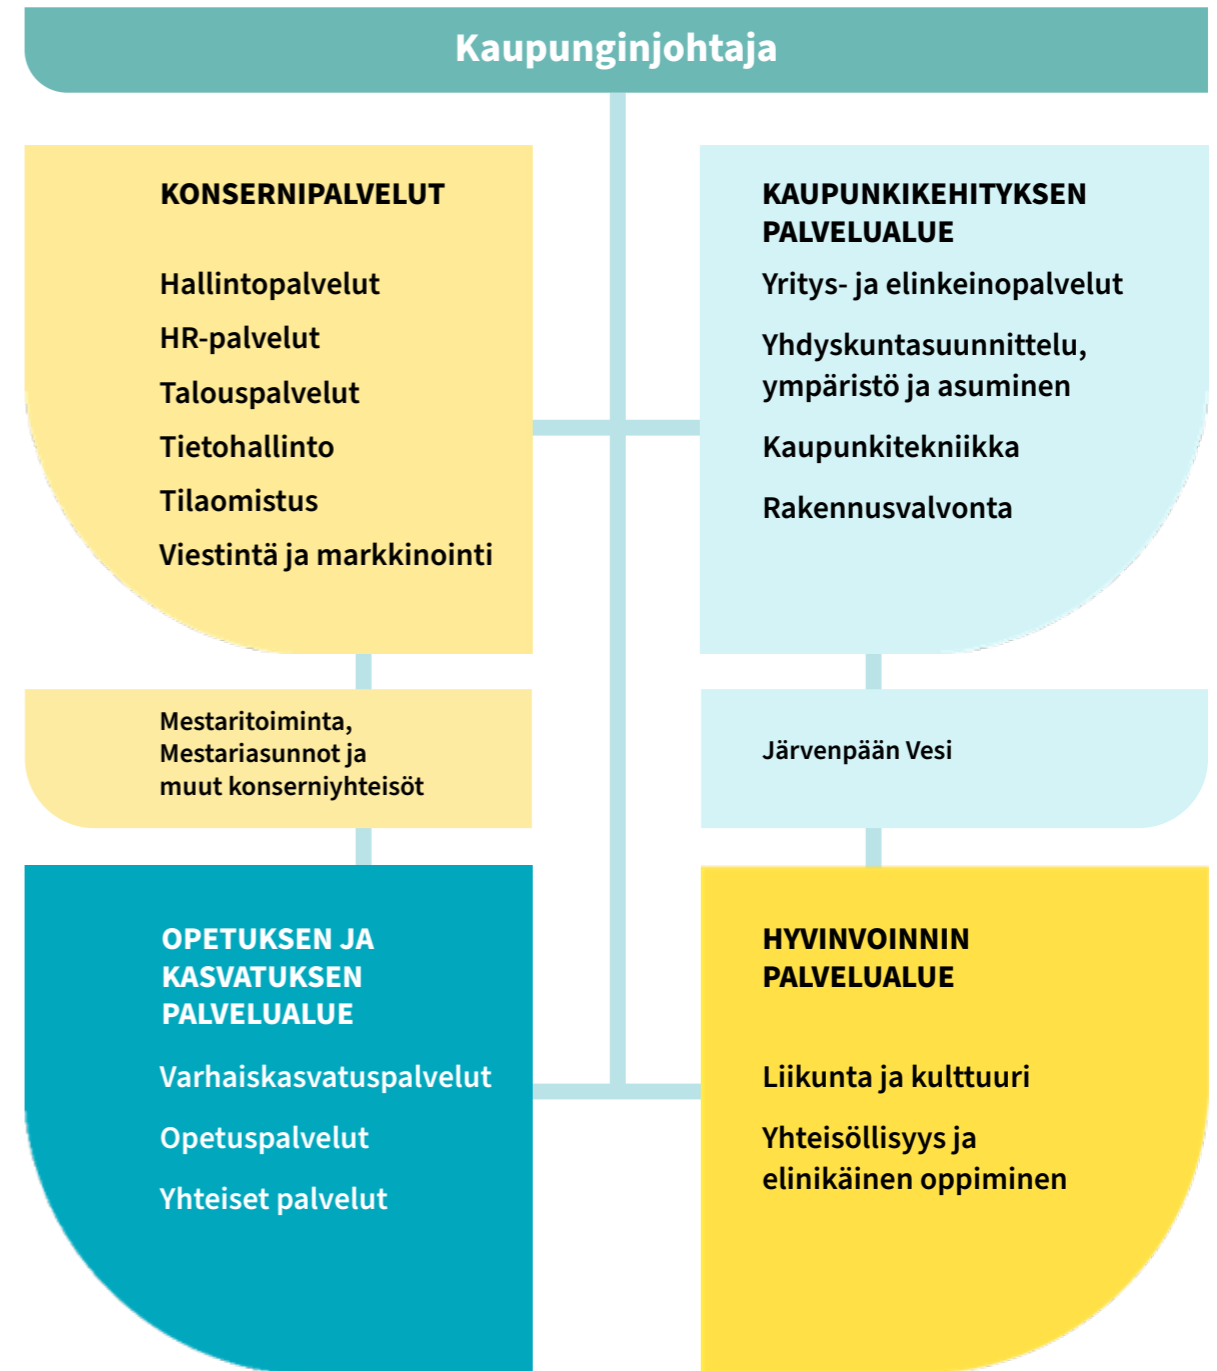 Kaupunginjohtaja
KONSERNIPALVELUT
Hallintopalvelut
HR-palvelut
Talouspalvelut
Tietohallinto
Tilaomistus
Viestintä ja markkinointi
KAUPUNKIKEHITYKSEN
PALVELUALUE
Yritys- ja elinkeinopalvelut
Yhdyskuntasuunnittelu,
ympäristö ja asuminen
Kaupunkitekniikka
Rakennusvalvonta
Mestaritoiminta,
Mestariasunnot ja
muut konserniyhteisöt
Järvenpään Vesi
OPETUKSEN JA
KASVATUKSEN
PALVELUALUE
Varhaiskasvatuspalvelut
Opetuspalvelut
Yhteiset palvelut
HYVINVOINNIN
PALVELUALUE
Liikunta ja kulttuuri
Yhteisöllisyys ja
elinikäinen oppiminen